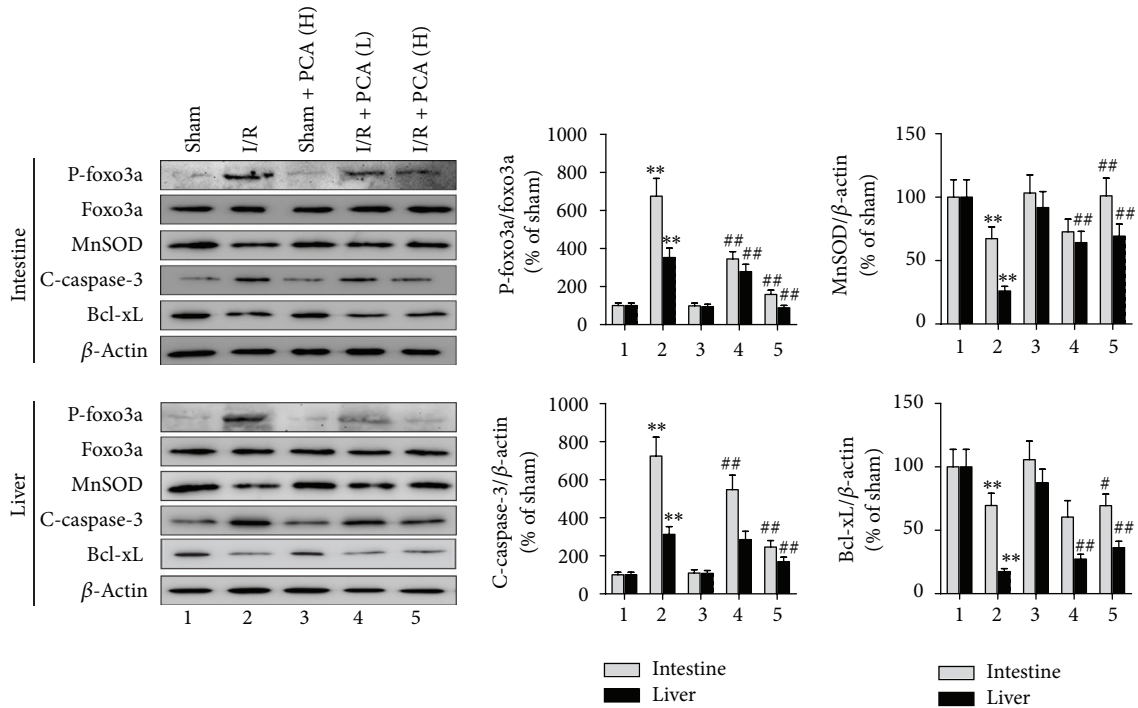 Sham
I/R
Sham + PCA (H)
I/R + PCA (L)
I/R + PCA (H)
Intestine
P-foxo3a
Foxo3a
MnSOD
C-caspase-3
Bcl-xL
β-Actin
Liver
P-foxo3a
Foxo3a
MnSOD
C-caspase-3
Bcl-xL
β-Actin
1 2 3 4 5
P-foxo3a/foxo3a
(% of sham)
1000
800
600
400
200
0
** ** ## ## ## ##
1 2 3 4 5
MnSOD/β-actin
(% of sham)
150
100
50
0
** ** ## ## ##
1 2 3 4 5
C-caspase-3/β-actin
(% of sham)
1000
800
600
400
200
0
** ** ## ## ##
1 2 3 4 5
Bcl-xL/β-actin
(% of sham)
150
100
50
0
** ** ## # ##
1 2 3 4 5
Intestine
Liver
Intestine
Liver